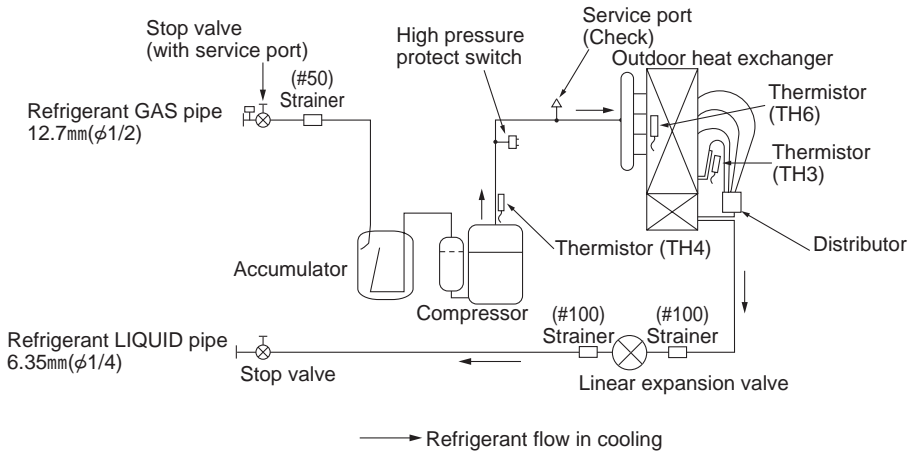 Stop valve
(with service port)
(#50)
Strainer
Refrigerant GAS pipe
12.7mm(ϕ1/2)
High pressure
protect switch
Service port
(Check)
Outdoor heat exchanger
Thermistor
(TH6)
Thermistor
(TH3)
Distributor
Thermistor (TH4)
Accumulator
Compressor
Refrigerant LIQUID pipe
6.35mm(ϕ1/4)
Stop valve
(#100)
Strainer
(#100)
Strainer
Linear expansion valve
Refrigerant flow in cooling